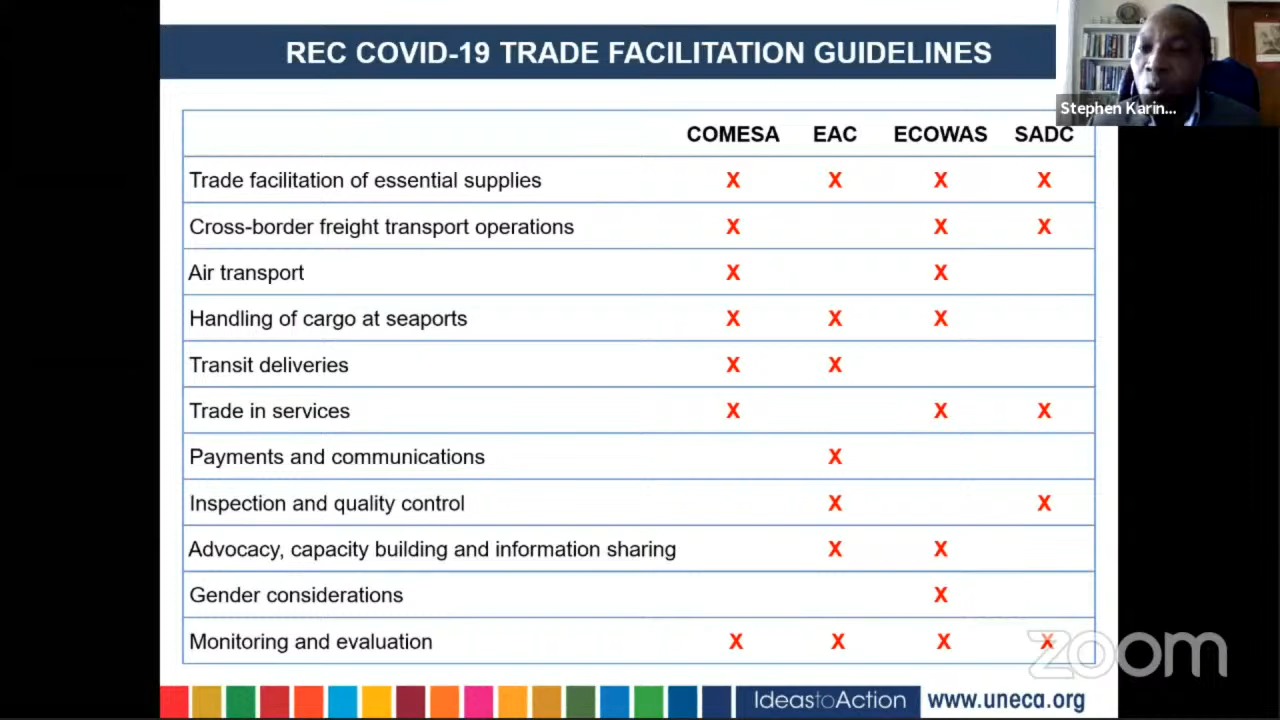 REC COVID-19 TRADE FACILITATION GUIDELINES
Stephen Karin...
COMESA EAC ECOWAS SADC
Trade facilitation of essential supplies X X X X
Cross-border freight transport operations X X X
Air transport X X
Handling of cargo at seaports X X X
Transit deliveries X X
Trade in services X X X
Payments and communications X
Inspection and quality control X X
Advocacy, capacity building and information sharing X X
Gender considerations X
Monitoring and evaluation X X X X
zoom
IdeastoAction www.uneca.org